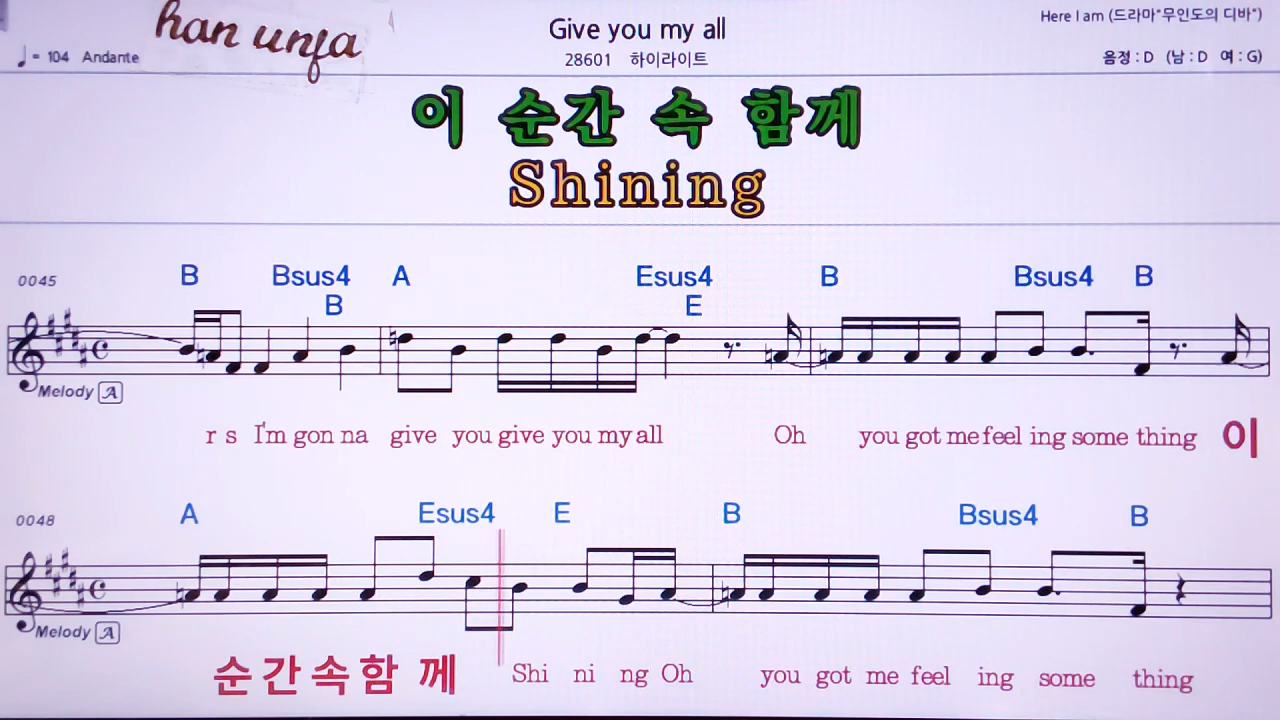 han unja
Give you my all
Here I am (드라마"무인도의 디바")
♩= 104 Andante
28601 하이라이트
음정 : D (남 : D 여 : G)
이 순간 속 함께
Shining
0045
B Bsus4 A Esus4 B Bsus4 B
B E
Melody A
r s I'm gon na give you give you my all Oh you got me feel ing some thing 이
0048
A Esus4 E B Bsus4 B
Melody A
순 간 속 함 께 Shi ni ng Oh you got me feel ing some thing